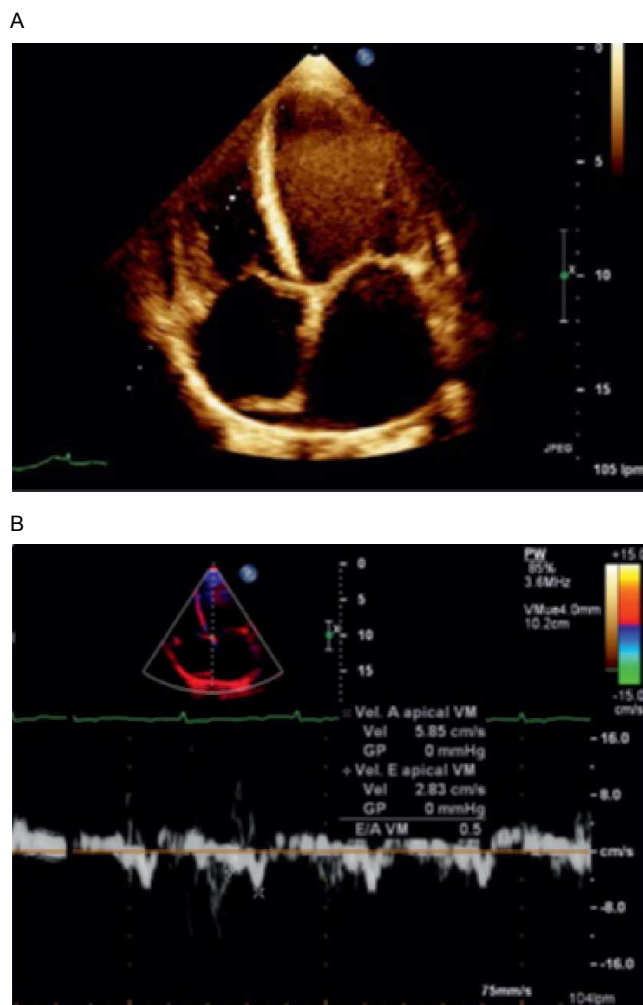 A
0
5
10
X
15
JPEG
105 lpm
B
PW
85%
3.6MHz
VMµe4.0mm
10.2cm
+15.0
-15.0
cm/s
0
5
X
10
15
Vel. A apical VM
Vel 5.85 cm/s
GP 0 mmHg
Vel. E apical VM
Vel 2.83 cm/s
GP 0 mmHg
E/A VM 0.5
16.0
8.0
cm/s
-8.0
-16.0
75mm/s
104lpm